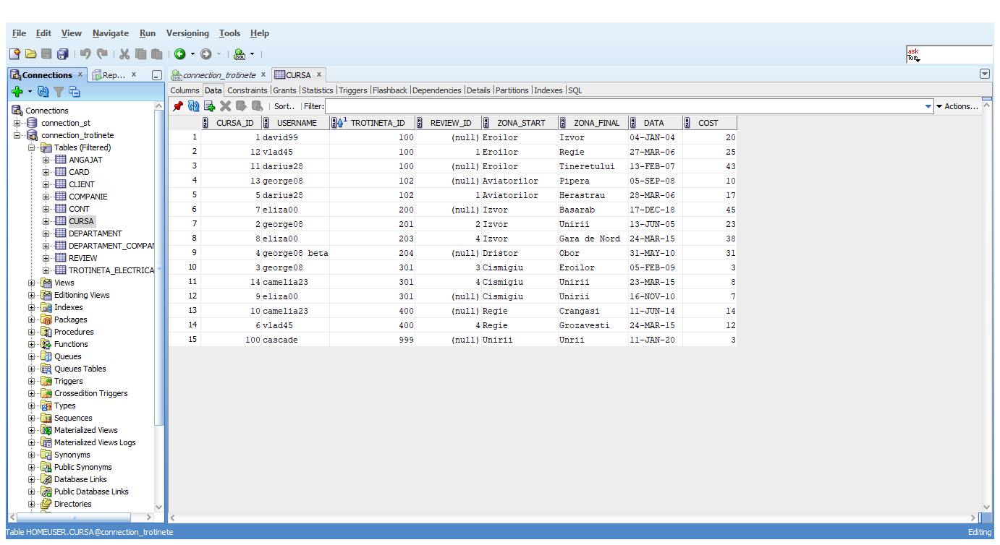 File Edit View Navigate Run Versioning Tools Help
ask
Tom
Connections x Rep... x
connection_trotinete x CURSA x
Columns Data Constraints Grants Statistics Triggers Flashback Dependencies Details Partitions Indexes SQL
Sort.. Filter: Actions...
Connections
connection_st
connection_trotinete
Tables (Filtered)
ANGAJAT
CARD
CLIENT
COMPANIE
CONT
CURSA
DEPARTAMENT
DEPARTAMENT_COMPAN
REVIEW
TROTINETA_ELECTRICA
Views
Editioning Views
Indexes
Packages
Procedures
Functions
Queues
Queues Tables
Triggers
Crossedition Triggers
Types
Sequences
Materialized Views
Materialized Views Logs
Synonyms
Public Synonyms
Database Links
Public Database Links
Directories
CURSA_ID USERNAME 1 TROTINETA_ID REVIEW_ID ZONA_START ZONA_FINAL DATA COST
1 1 david99 100 (null) Eroilor Izvor 04-JAN-04 20
2 12 vlad45 100 1 Eroilor Regie 27-MAR-06 25
3 11 darius28 100 (null) Eroilor Tineretului 13-FEB-07 43
4 13 george08 102 (null) Aviatorilor Pipera 05-SEP-08 10
5 5 darius28 102 1 Aviatorilor Herastrau 28-MAR-06 17
6 7 eliza00 200 (null) Izvor Basarab 17-DEC-18 45
7 2 george08 201 2 Izvor Unirii 13-JUN-05 23
8 8 eliza00 203 4 Izvor Gara de Nord 24-MAR-15 38
9 4 george08 beta 204 (null) Dristor Obor 31-MAY-10 31
10 3 george08 301 3 Cismigiu Eroilor 05-FEB-09 3
11 14 camelia23 301 4 Cismigiu Unirii 23-MAR-15 8
12 9 eliza00 301 (null) Cismigiu Unirii 16-NOV-10 7
13 10 camelia23 400 (null) Regie Crangasi 11-JUN-14 14
14 6 vlad45 400 4 Regie Grozavesti 24-MAR-15 12
15 100 cascade 999 (null) Unirii Unrii 11-JAN-20 3
Table HOMEUSER.CURSA@connection_trotinete Editing